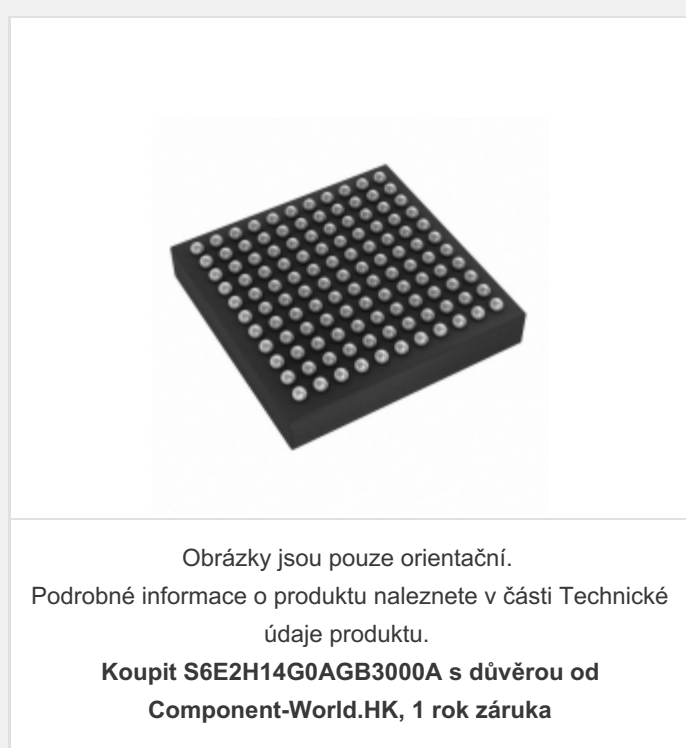 Obrázky jsou pouze orientační.
Podrobné informace o produktu naleznete v části Technické
údaje produktu.
Koupit S6E2H14G0AGB3000A s důvěrou od
Component-World.HK, 1 rok záruka